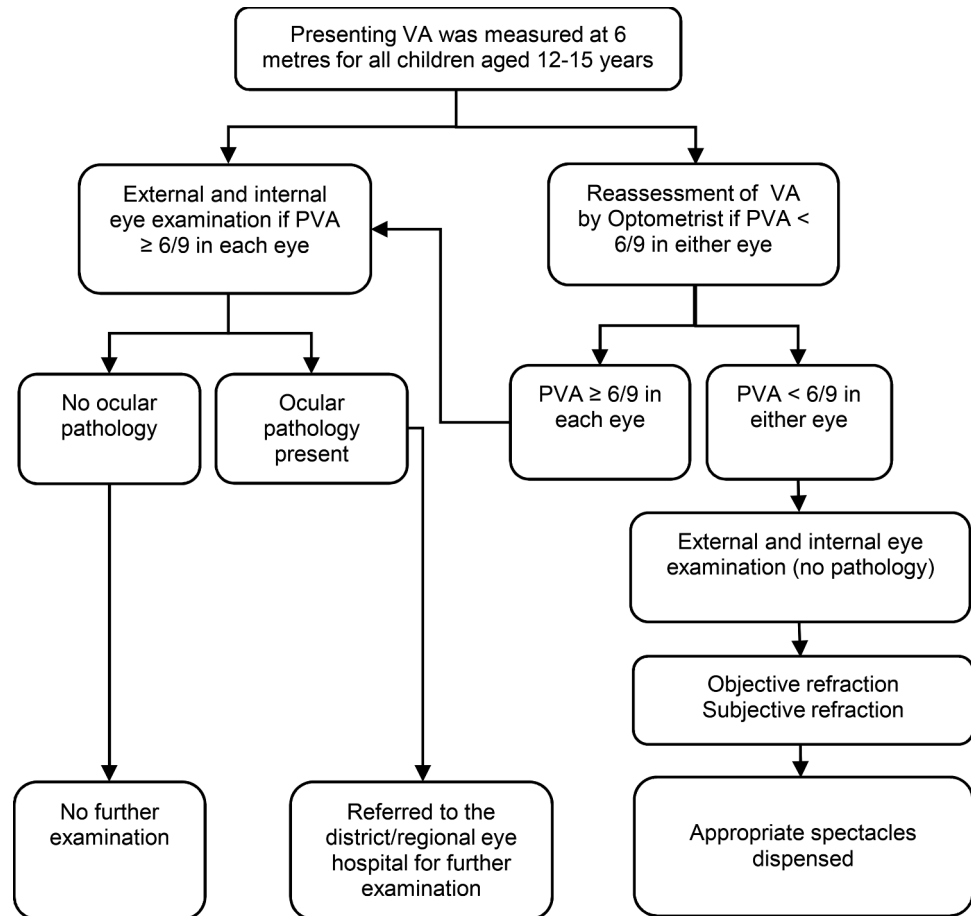 Presenting VA was measured at 6
metres for all children aged 12-15 years
External and internal
eye examination if PVA
≥ 6/9 in each eye
Reassessment of VA
by Optometrist if PVA <
6/9 in either eye
No ocular
pathology
Ocular
pathology
present
PVA ≥ 6/9 in
each eye
PVA < 6/9 in
either eye
External and internal eye
examination (no pathology)
Objective refraction
Subjective refraction
No further
examination
Referred to the
district/regional eye
hospital for further
examination
Appropriate spectacles
dispensed